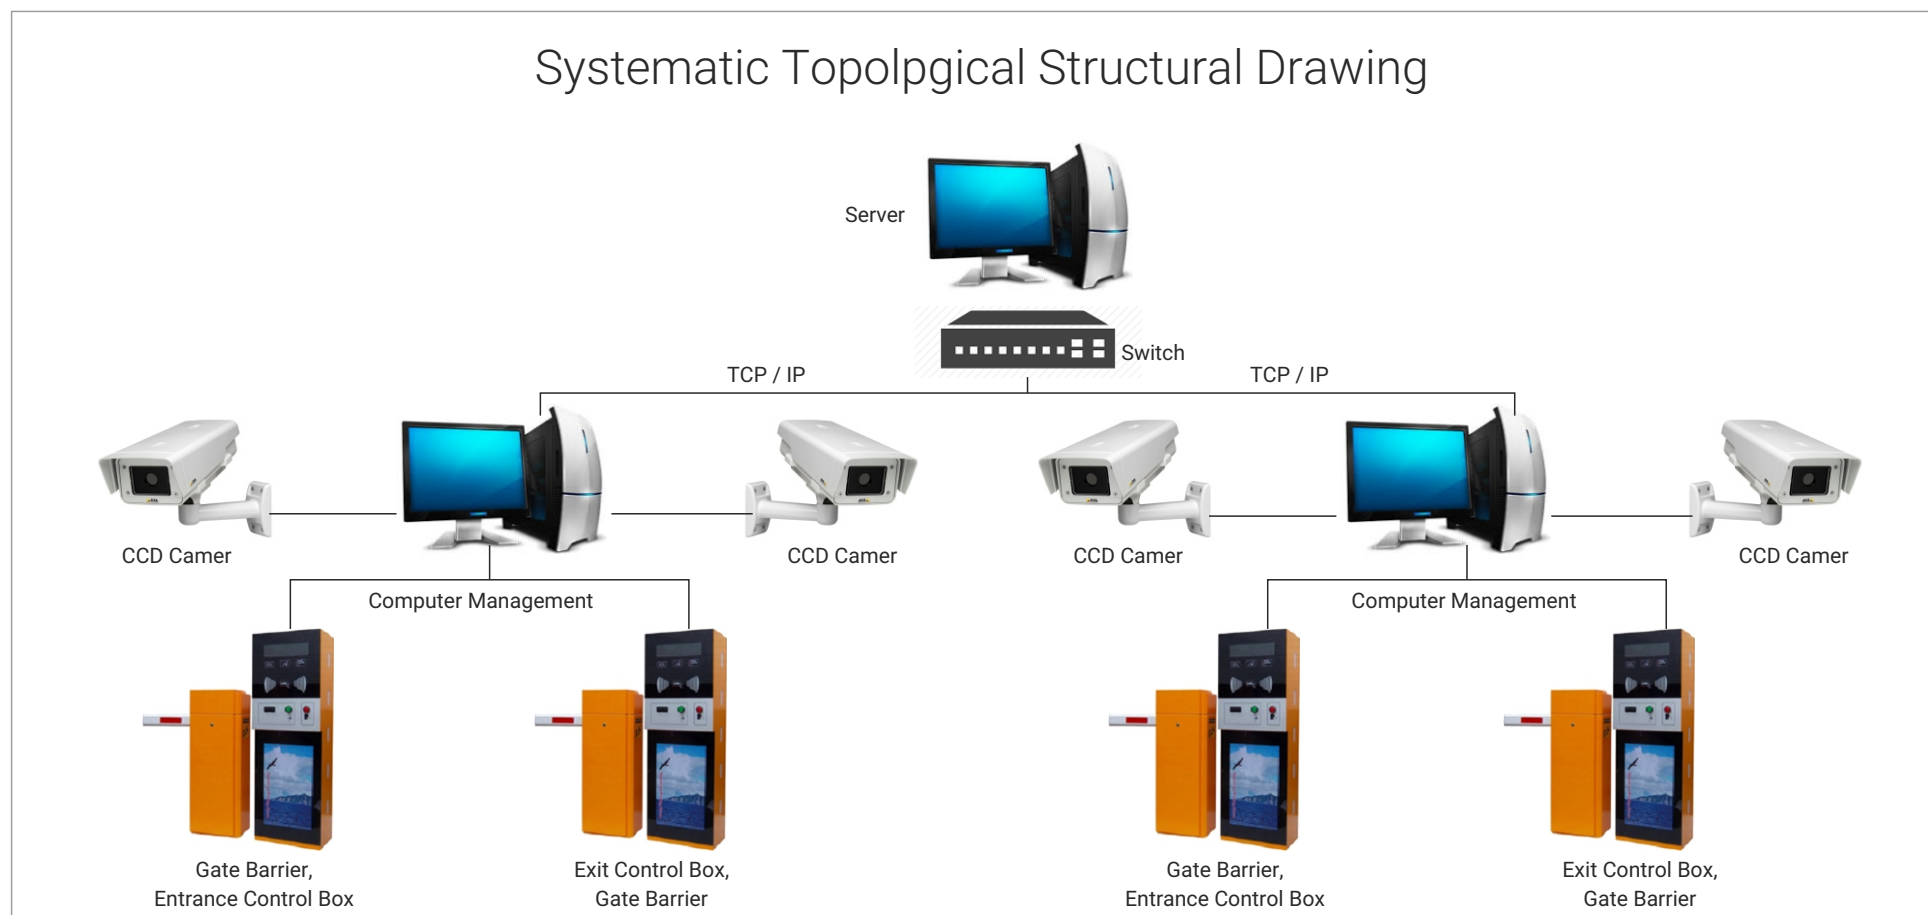 Systematic Topolpgical Structural Drawing
Server
Switch
TCP / IP
TCP / IP
CCD Camer
CCD Camer
CCD Camer
CCD Camer
Computer Management
Computer Management
Gate Barrier,
Entrance Control Box
Exit Control Box,
Gate Barrier
Gate Barrier,
Entrance Control Box
Exit Control Box,
Gate Barrier